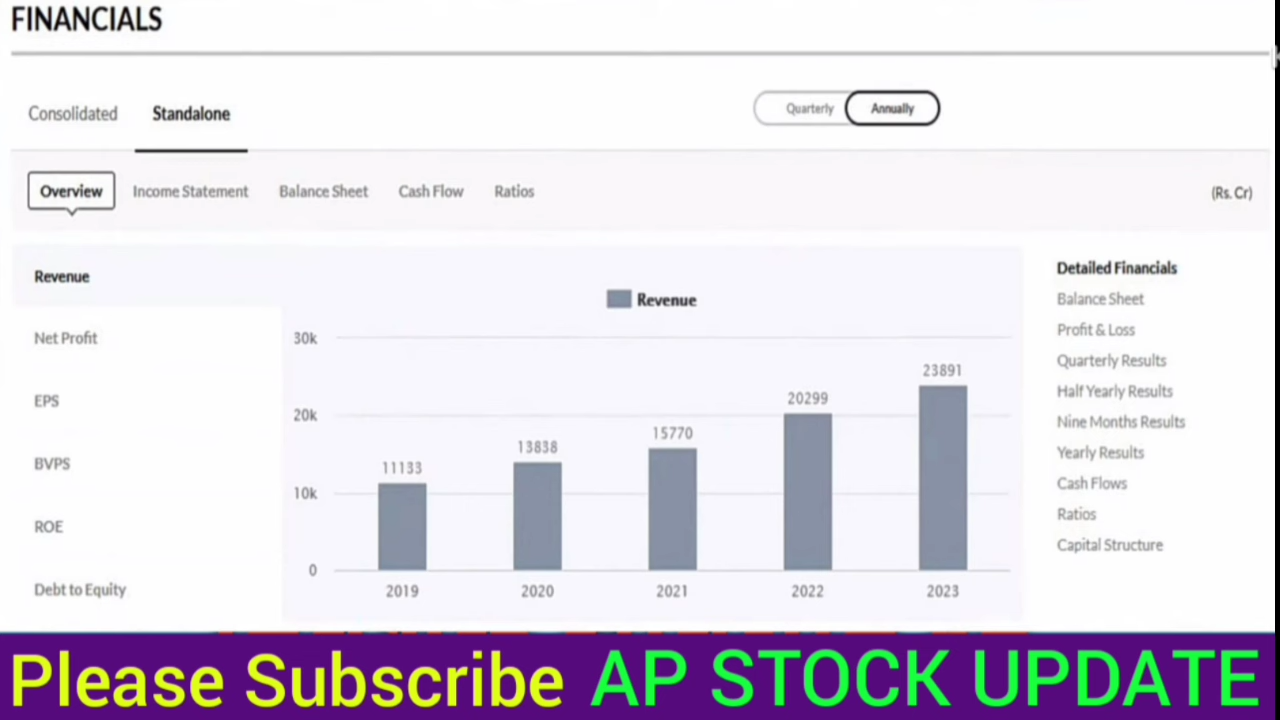 FINANCIALS
Consolidated Standalone Quarterly Annually
Overview Income Statement Balance Sheet Cash Flow Ratios (Rs. Cr)
Revenue
Net Profit
EPS
BVPS
ROE
Debt to Equity
Revenue
30k
20k
10k
0
11133
13838
15770
20299
23891
2019 2020 2021 2022 2023
Detailed Financials
Balance Sheet
Profit & Loss
Quarterly Results
Half Yearly Results
Nine Months Results
Yearly Results
Cash Flows
Ratios
Capital Structure
Please Subscribe AP STOCK UPDATE